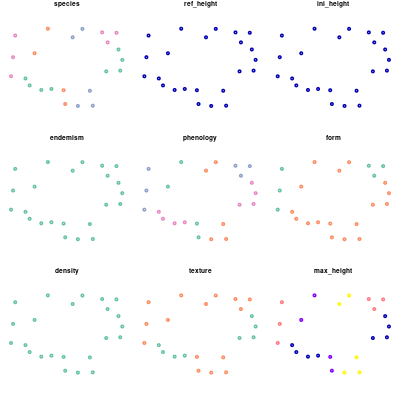 species
ref_height
ini_height
endemism
phenology
form
density
texture
max_height